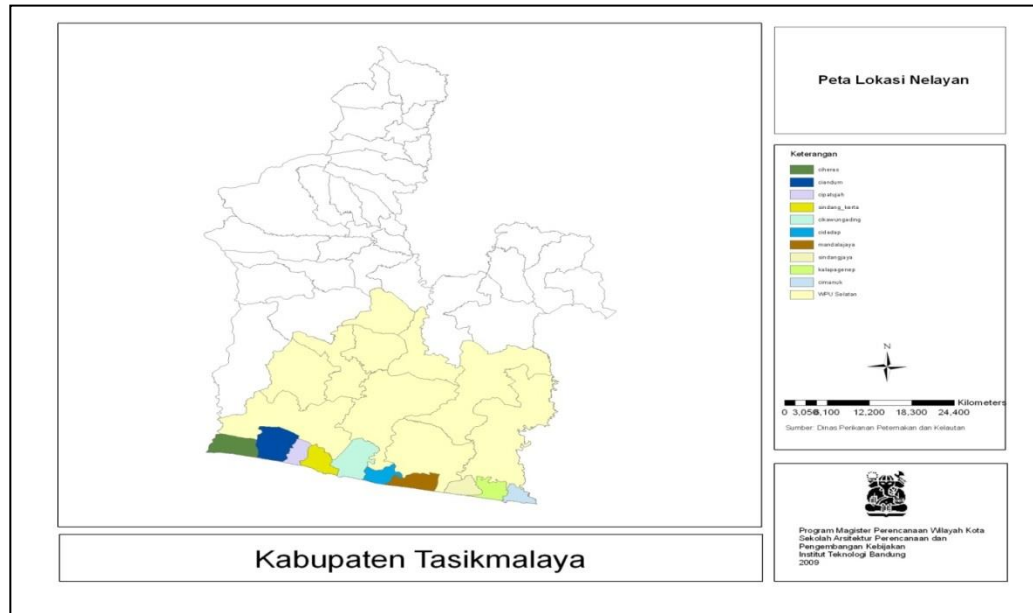 Peta Lokasi Nelayan
Keterangan
ciheras
ciandum
cipatujah
sindang_kerta
cikawungading
cidadap
mandalajaya
sindangjaya
kalapagenep
cimanuk
WPU Selatan
N
Kilometers
0 3,050 6,100 12,200 18,300 24,400
Sumber: Dinas Perikanan Peternakan dan Kelautan
Program Magister Perencanaan Wilayah Kota
Sekolah Arsitektur Perencanaan dan
Pengembangan Kebijakan
Institut Teknologi Bandung
2009
Kabupaten Tasikmalaya